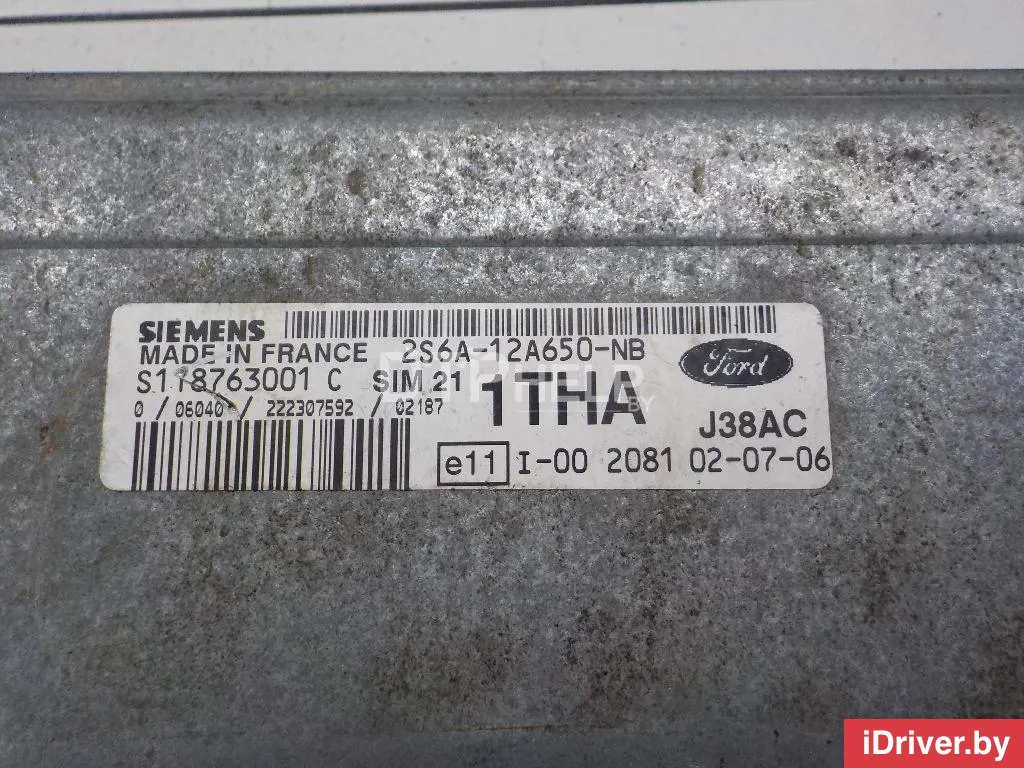 SIEMENS
MADE IN FRANCE 2S6A-12A650-NB
Ford
S118763001 C SIM 21 1THA
0 / 06040 / 222307592 / 02187
J38AC
e11 I-00 2081 02-07-06
iDriver.by